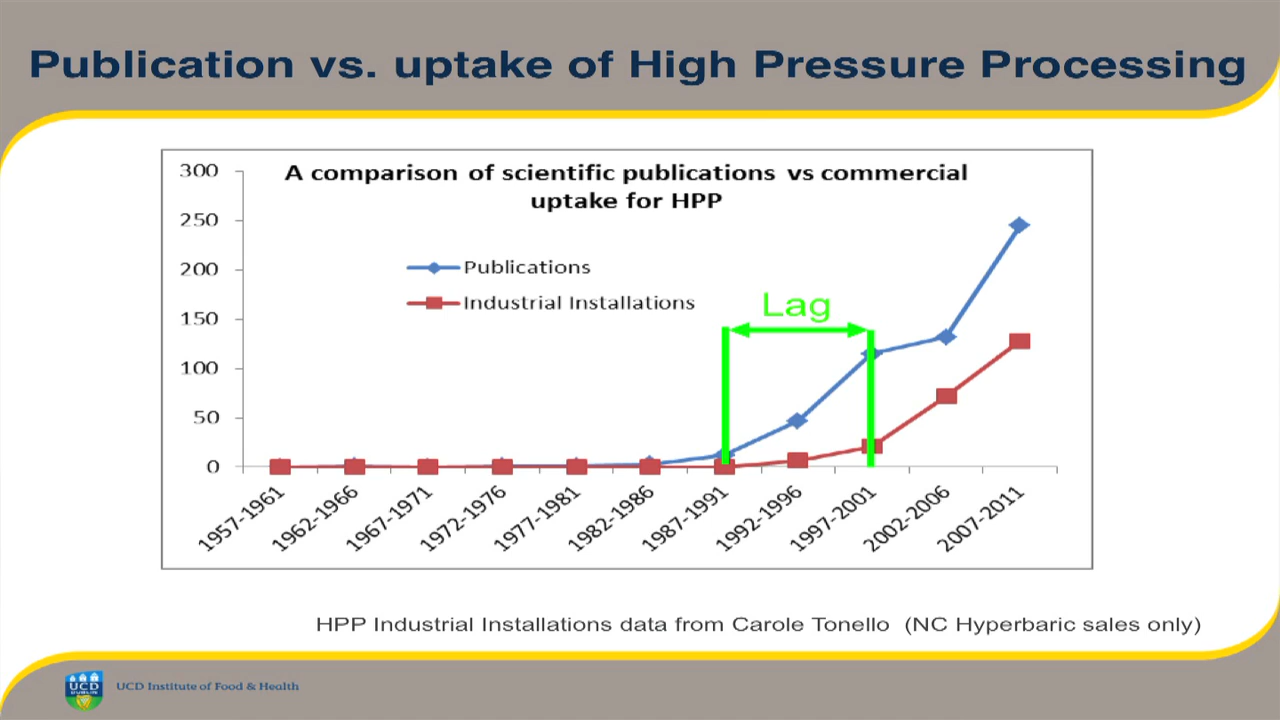 Publication vs. uptake of High Pressure Processing
A comparison of scientific publications vs commercial
uptake for HPP
300
250
200
150
100
50
0
Publications
Industrial Installations
Lag
1957-1961
1962-1966
1967-1971
1972-1976
1977-1981
1982-1986
1987-1991
1992-1996
1997-2001
2002-2006
2007-2011
HPP Industrial Installations data from Carole Tonello (NC Hyperbaric sales only)
UCD
DUBLIN
UCD Institute of Food & Health